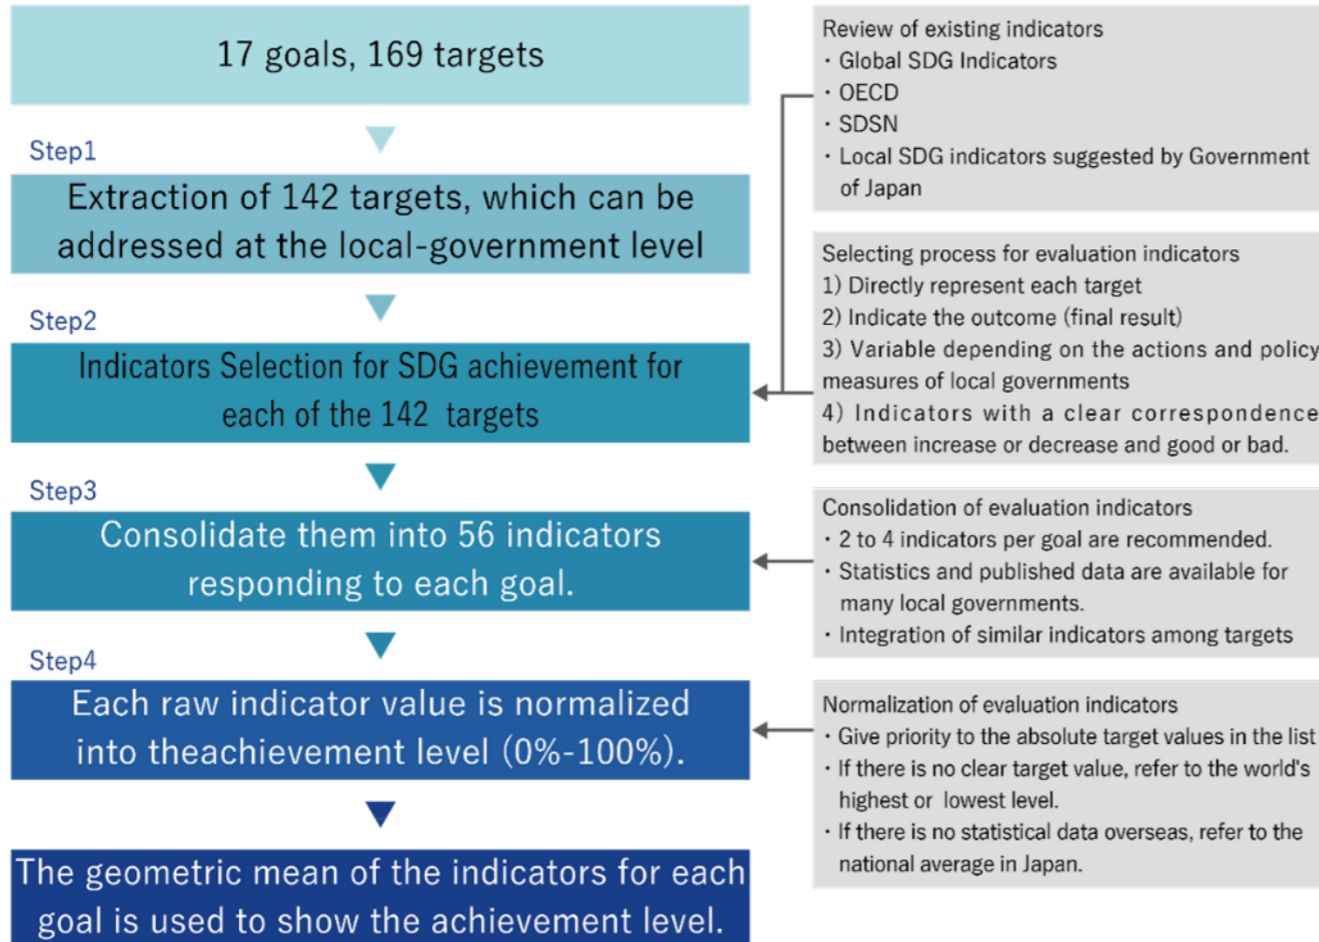 17 goals, 169 targets
Step1
Extraction of 142 targets, which can be
addressed at the local-government level
Step2
Indicators Selection for SDG achievement for
each of the 142 targets
Step3
Consolidate them into 56 indicators
responding to each goal.
Step4
Each raw indicator value is normalized
into theachievement level (0%-100%).
The geometric mean of the indicators for each
goal is used to show the achievement level.
Review of existing indicators
・Global SDG Indicators
・OECD
・SDSN
・Local SDG indicators suggested by Government
of Japan
Selecting process for evaluation indicators
1) Directly represent each target
2) Indicate the outcome (final result)
3) Variable depending on the actions and policy
measures of local governments
4) Indicators with a clear correspondence
between increase or decrease and good or bad.
Consolidation of evaluation indicators
・2 to 4 indicators per goal are recommended.
・Statistics and published data are available for
many local governments.
・Integration of similar indicators among targets
Normalization of evaluation indicators
・Give priority to the absolute target values in the list
・If there is no clear target value, refer to the world's
highest or lowest level.
・If there is no statistical data overseas, refer to the
national average in Japan.